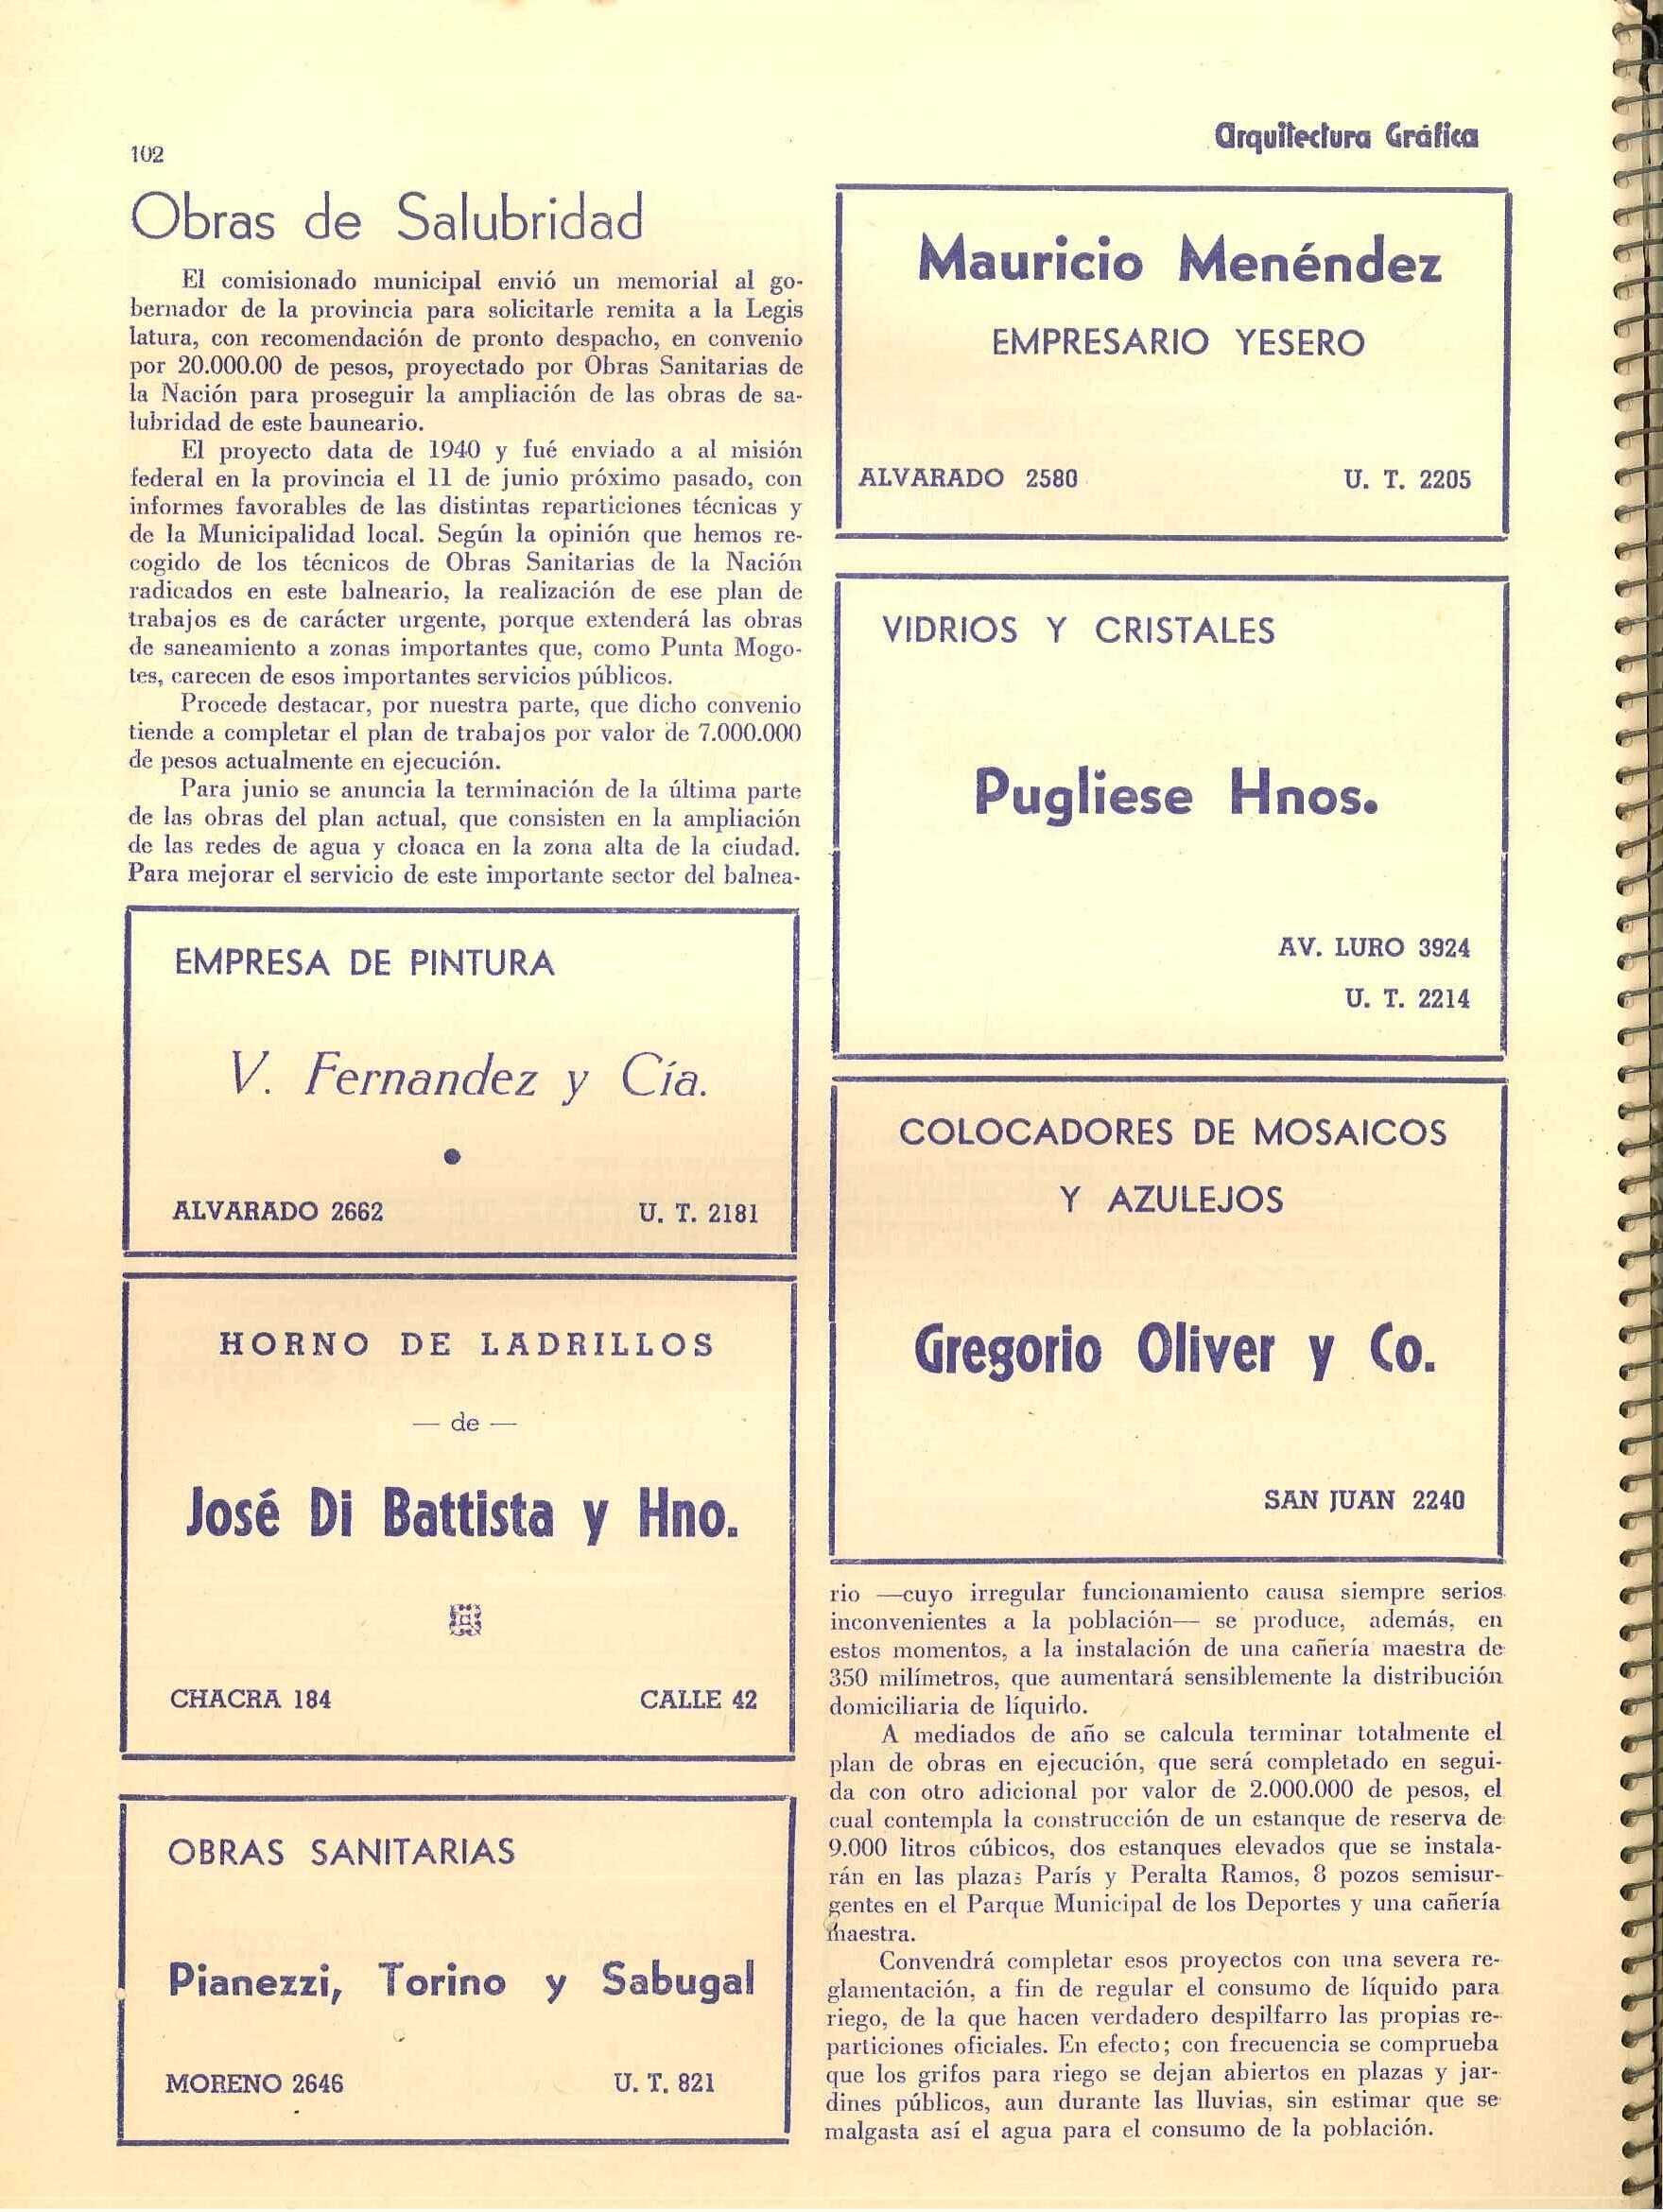 102
Arquitectura Gráfica
Obras de Salubridad
El comisionado municipal envió un memorial al go-
bernador de la provincia para solicitarle remita a la Legis
latura, con recomendación de pronto despacho, en convenio
por 20.000.00 de pesos, proyectado por Obras Sanitarias de
la Nación para proseguir la ampliación de las obras de sa-
lubridad de este bauneario.
El proyecto data de 1940 y fué enviado a al misión
federal en la provincia el 11 de junio próximo pasado, con
informes favorables de las distintas reparticiones técnicas y
de la Municipalidad local. Según la opinión que hemos re-
cogido de los técnicos de Obras Sanitarias de la Nación
radicados en este balneario, la realización de ese plan de
trabajos es de carácter urgente, porque extenderá las obras
de saneamiento a zonas importantes que, como Punta Mogo-
tes, carecen de esos importantes servicios públicos.
Procede destacar, por nuestra parte, que dicho convenio
tiende a completar el plan de trabajos por valor de 7.000.000
de pesos actualmente en ejecución.
Para junio se anuncia la terminación de la última parte
de las obras del plan actual, que consisten en la ampliación
de las redes de agua y cloaca en la zona alta de la ciudad.
Para mejorar el servicio de este importante sector del balnea-
EMPRESA DE PINTURA
V. Fernandez y Cía.
ALVARADO 2662 U. T. 2181
HORNO DE LADRILLOS
— de —
José Di Battista y Hno.
CHACRA 184 CALLE 42
OBRAS SANITARIAS
Pianezzi, Torino y Sabugal
MORENO 2646 U. T. 821
Mauricio Menéndez
EMPRESARIO YESERO
ALVARADO 2580 U. T. 2205
VIDRIOS Y CRISTALES
Pugliese Hnos.
AV. LURO 3924
U. T. 2214
COLOCADORES DE MOSAICOS
Y AZULEJOS
Gregorio Oliver y Co.
SAN JUAN 2240
rio —cuyo irregular funcionamiento causa siempre serios
inconvenientes a la población— se produce, además, en
estos momentos, a la instalación de una cañería maestra de
350 milímetros, que aumentará sensiblemente la distribución
domiciliaria de líquido.
A mediados de año se calcula terminar totalmente el
plan de obras en ejecución, que será completado en segui-
da con otro adicional por valor de 2.000.000 de pesos, el
cual contempla la construcción de un estanque de reserva de
9.000 litros cúbicos, dos estanques elevados que se instala-
rán en las plazas París y Peralta Ramos, 8 pozos semisur-
gentes en el Parque Municipal de los Deportes y una cañería
maestra.
Convendrá completar esos proyectos con una severa re-
glamentación, a fin de regular el consumo de líquido para
riego, de la que hacen verdadero despilfarro las propias re-
particiones oficiales. En efecto; con frecuencia se comprueba
que los grifos para riego se dejan abiertos en plazas y jar-
dines públicos, aun durante las lluvias, sin estimar que se
malgasta así el agua para el consumo de la población.